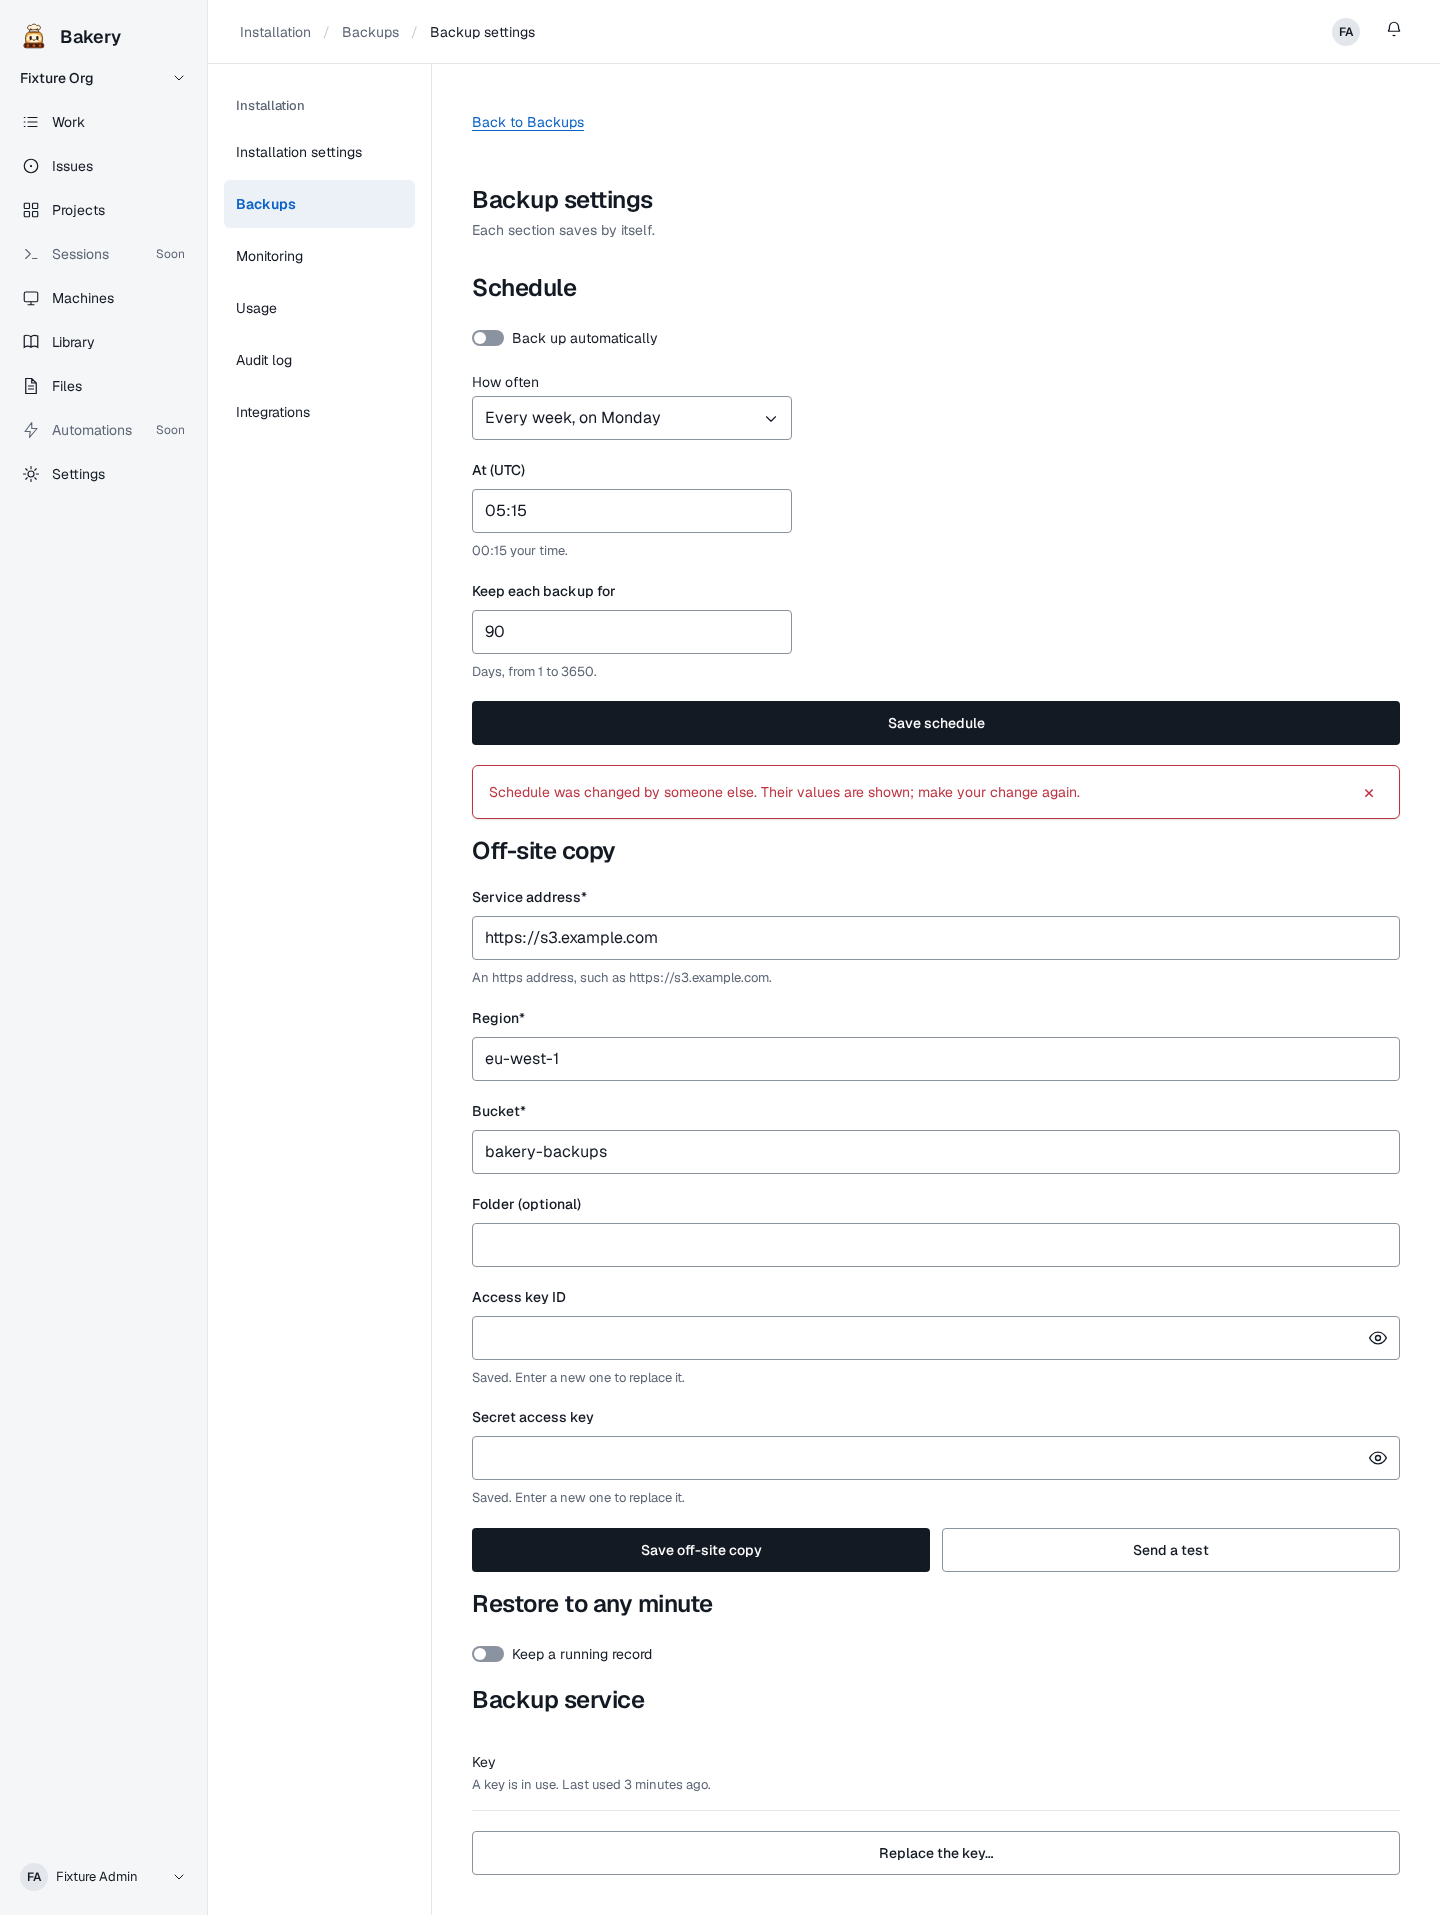 Bakery
Fixture Org
Work
Issues
Projects
Sessions Soon
Machines
Library
Files
Automations Soon
Settings
FA Fixture Admin
Installation / Backups / Backup settings
FA
Installation
Installation settings
Backups
Monitoring
Usage
Audit log
Integrations
Back to Backups
Backup settings
Each section saves by itself.
Schedule
Back up automatically
How often
Every week, on Monday
At (UTC)
05:15
00:15 your time.
Keep each backup for
90
Days, from 1 to 3650.
Save schedule
Schedule was changed by someone else. Their values are shown; make your change again.
Off-site copy
Service address*
https://s3.example.com
An https address, such as https://s3.example.com.
Region*
eu-west-1
Bucket*
bakery-backups
Folder (optional)
Access key ID
Saved. Enter a new one to replace it.
Secret access key
Saved. Enter a new one to replace it.
Save off-site copy
Send a test
Restore to any minute
Keep a running record
Backup service
Key
A key is in use. Last used 3 minutes ago.
Replace the key...